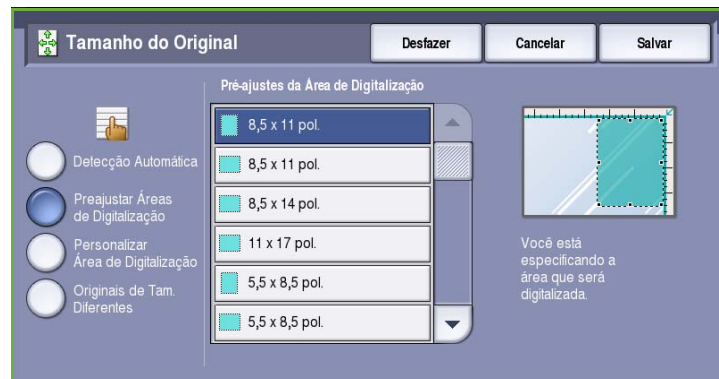 Tamanho do Original
Desfazer
Cancelar
Salvar
Pré-ajustes da Área de Digitalização
Detecção Automática
Preajustar Áreas
de Digitalização
Personalizar
Área de Digitalização
Originais de Tam.
Diferentes
8,5 x 11 pol.
8,5 x 11 pol.
8,5 x 14 pol.
11 x 17 pol.
5,5 x 8,5 pol.
5,5 x 8,5 pol.
Você está
especificando a
área que será
digitalizada.